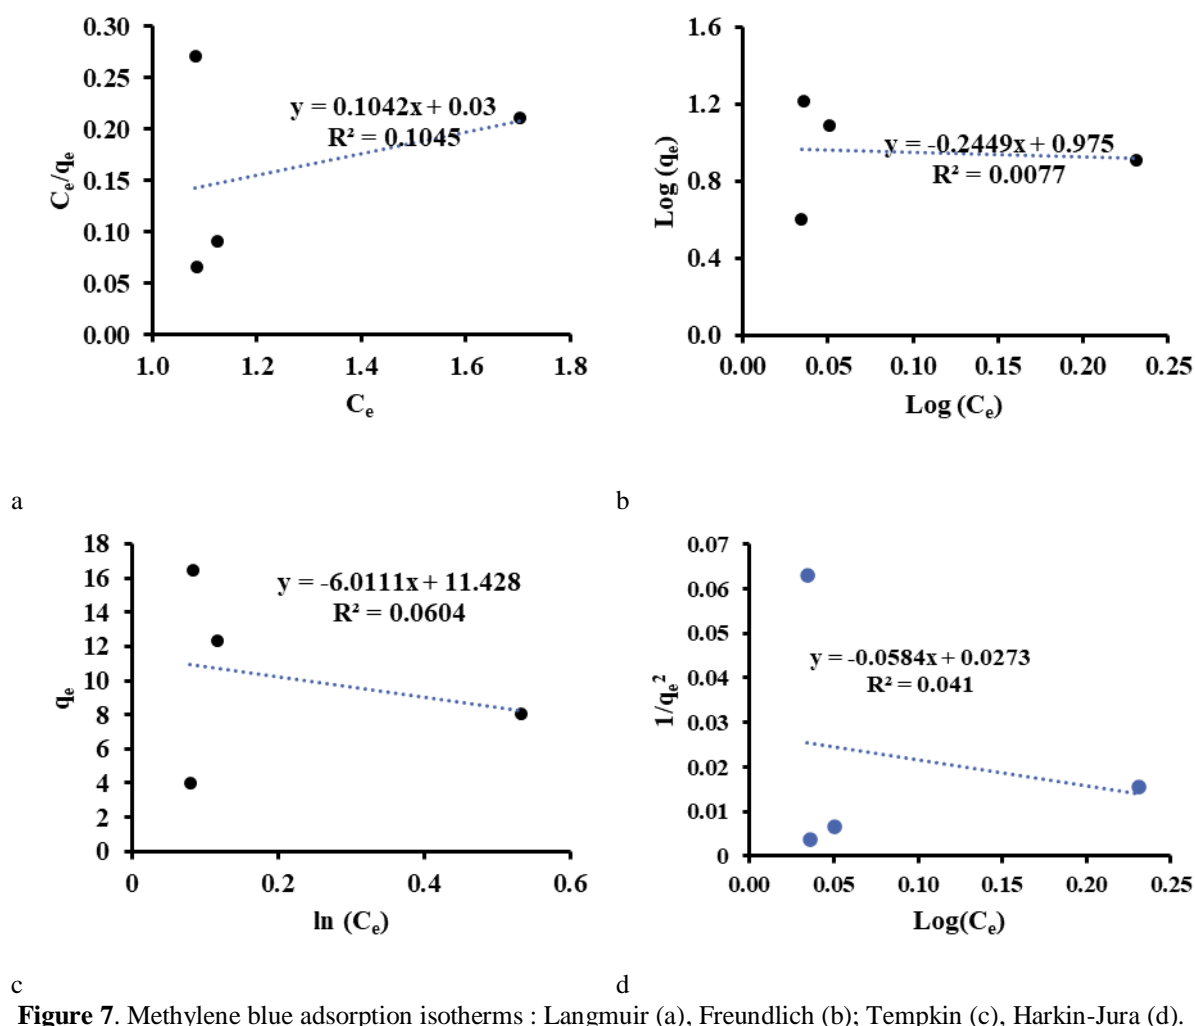 0.30
0.25
0.20
0.15
0.10
0.05
0.00
Ce/qe
y = 0.1042x + 0.03
R² = 0.1045
1.0 1.2 1.4 1.6 1.8
Ce
1.6
1.2
0.8
0.4
0.0
Log (qe)
y = -0.2449x + 0.975
R² = 0.0077
0.00 0.05 0.10 0.15 0.20 0.25
Log (Ce)
a
b
18
16
14
12
10
8
6
4
2
0
qe
y = -6.0111x + 11.428
R² = 0.0604
0 0.2 0.4 0.6
ln (Ce)
0.07
0.06
0.05
0.04
0.03
0.02
0.01
0
1/qe²
y = -0.0584x + 0.0273
R² = 0.041
0.00 0.05 0.10 0.15 0.20 0.25
Log(Ce)
c
d
Figure 7. Methylene blue adsorption isotherms : Langmuir (a), Freundlich (b); Tempkin (c), Harkin-Jura (d).